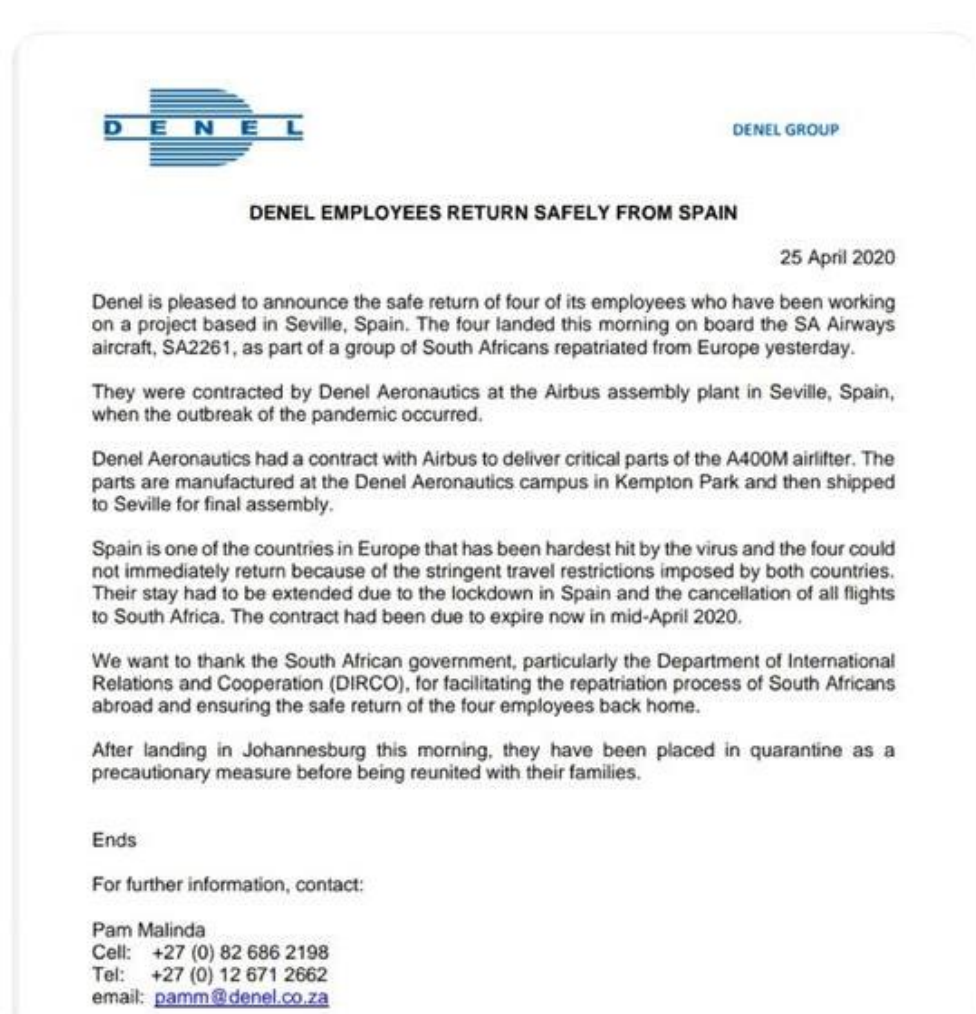 DENEL
DENEL GROUP
DENEL EMPLOYEES RETURN SAFELY FROM SPAIN
25 April 2020
Denel is pleased to announce the safe return of four of its employees who have been working
on a project based in Seville, Spain. The four landed this morning on board the SA Airways
aircraft, SA2261, as part of a group of South Africans repatriated from Europe yesterday.
They were contracted by Denel Aeronautics at the Airbus assembly plant in Seville, Spain,
when the outbreak of the pandemic occurred.
Denel Aeronautics had a contract with Airbus to deliver critical parts of the A400M airlifter. The
parts are manufactured at the Denel Aeronautics campus in Kempton Park and then shipped
to Seville for final assembly.
Spain is one of the countries in Europe that has been hardest hit by the virus and the four could
not immediately return because of the stringent travel restrictions imposed by both countries.
Their stay had to be extended due to the lockdown in Spain and the cancellation of all flights
to South Africa. The contract had been due to expire now in mid-April 2020.
We want to thank the South African government, particularly the Department of International
Relations and Cooperation (DIRCO), for facilitating the repatriation process of South Africans
abroad and ensuring the safe return of the four employees back home.
After landing in Johannesburg this morning, they have been placed in quarantine as a
precautionary measure before being reunited with their families.
Ends
For further information, contact:
Pam Malinda
Cell: +27 (0) 82 686 2198
Tel: +27 (0) 12 671 2662
email: pamm@denel.co.za